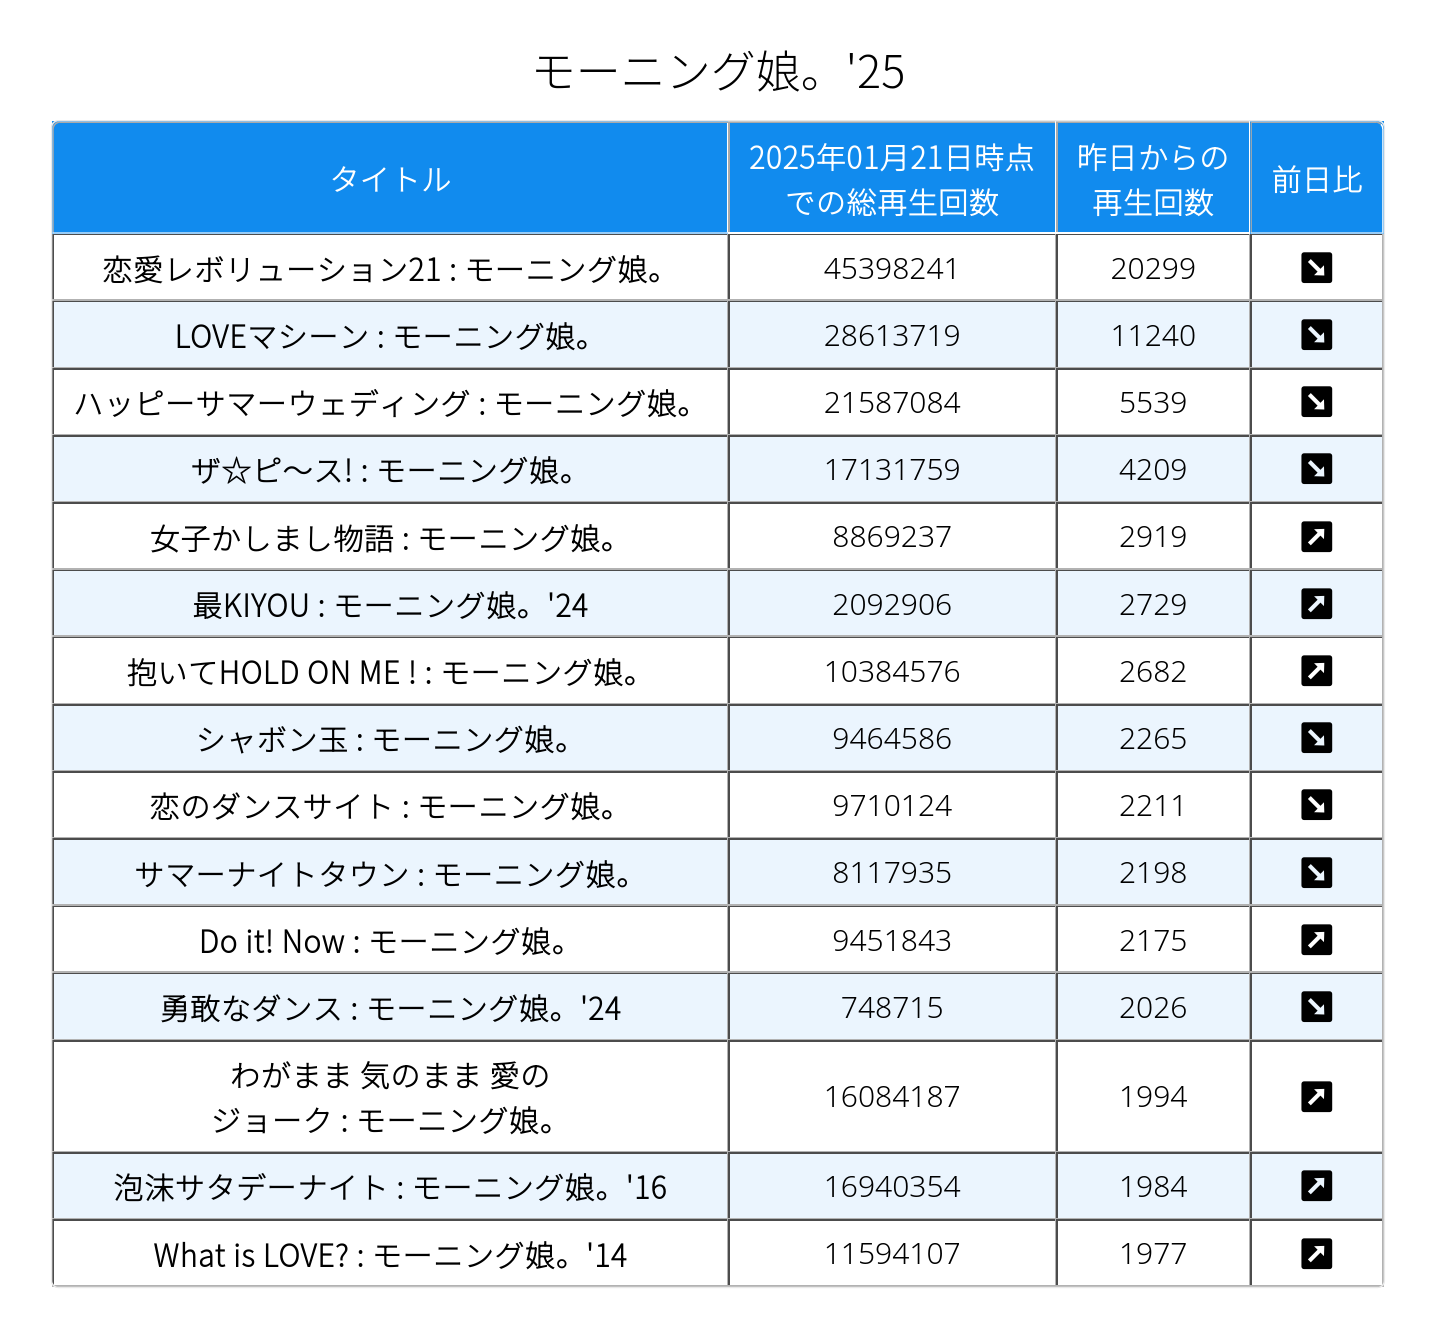 モーニング娘。'25
タイトル
2025年01月21日時点
での総再生回数
昨日からの
再生回数
前日比
恋愛レボリューション21 : モーニング娘。 45398241 20299 ↘
LOVEマシーン : モーニング娘。 28613719 11240 ↘
ハッピーサマーウェディング : モーニング娘。 21587084 5539 ↘
ザ☆ピ～ス! : モーニング娘。 17131759 4209 ↘
女子かしまし物語 : モーニング娘。 8869237 2919 ↗
最KIYOU : モーニング娘。'24 2092906 2729 ↗
抱いてHOLD ON ME ! : モーニング娘。 10384576 2682 ↗
シャボン玉 : モーニング娘。 9464586 2265 ↘
恋のダンスサイト : モーニング娘。 9710124 2211 ↘
サマーナイトタウン : モーニング娘。 8117935 2198 ↘
Do it! Now : モーニング娘。 9451843 2175 ↗
勇敢なダンス : モーニング娘。'24 748715 2026 ↘
わがまま 気のまま 愛の
ジョーク : モーニング娘。 16084187 1994 ↗
泡沫サタデーナイト : モーニング娘。'16 16940354 1984 ↗
What is LOVE? : モーニング娘。'14 11594107 1977 ↗